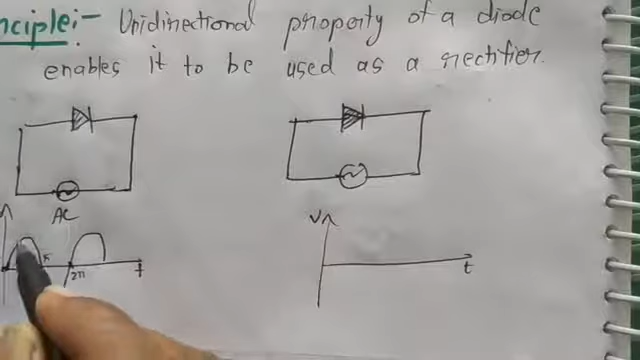 nciple:- Unidirectional property of a diode
enables it to be used as a rectifier.
AC
π
2π
t
V
t